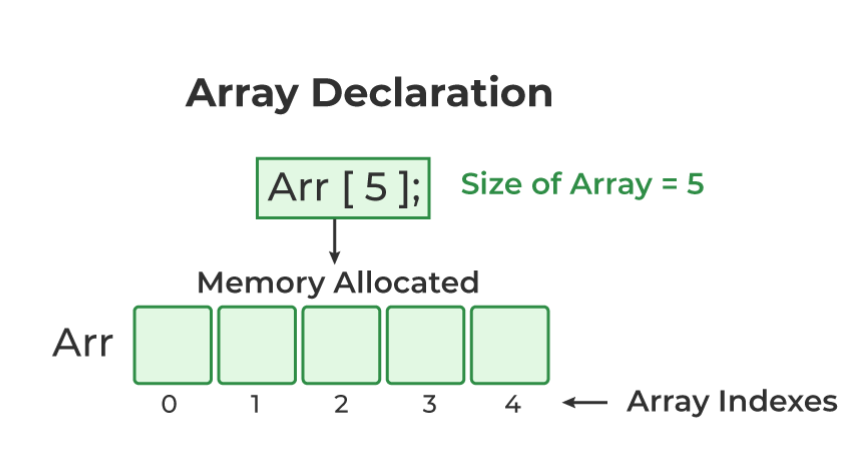 Array Declaration
Arr [ 5 ];
Size of Array = 5
Memory Allocated
Arr
0 1 2 3 4
Array Indexes